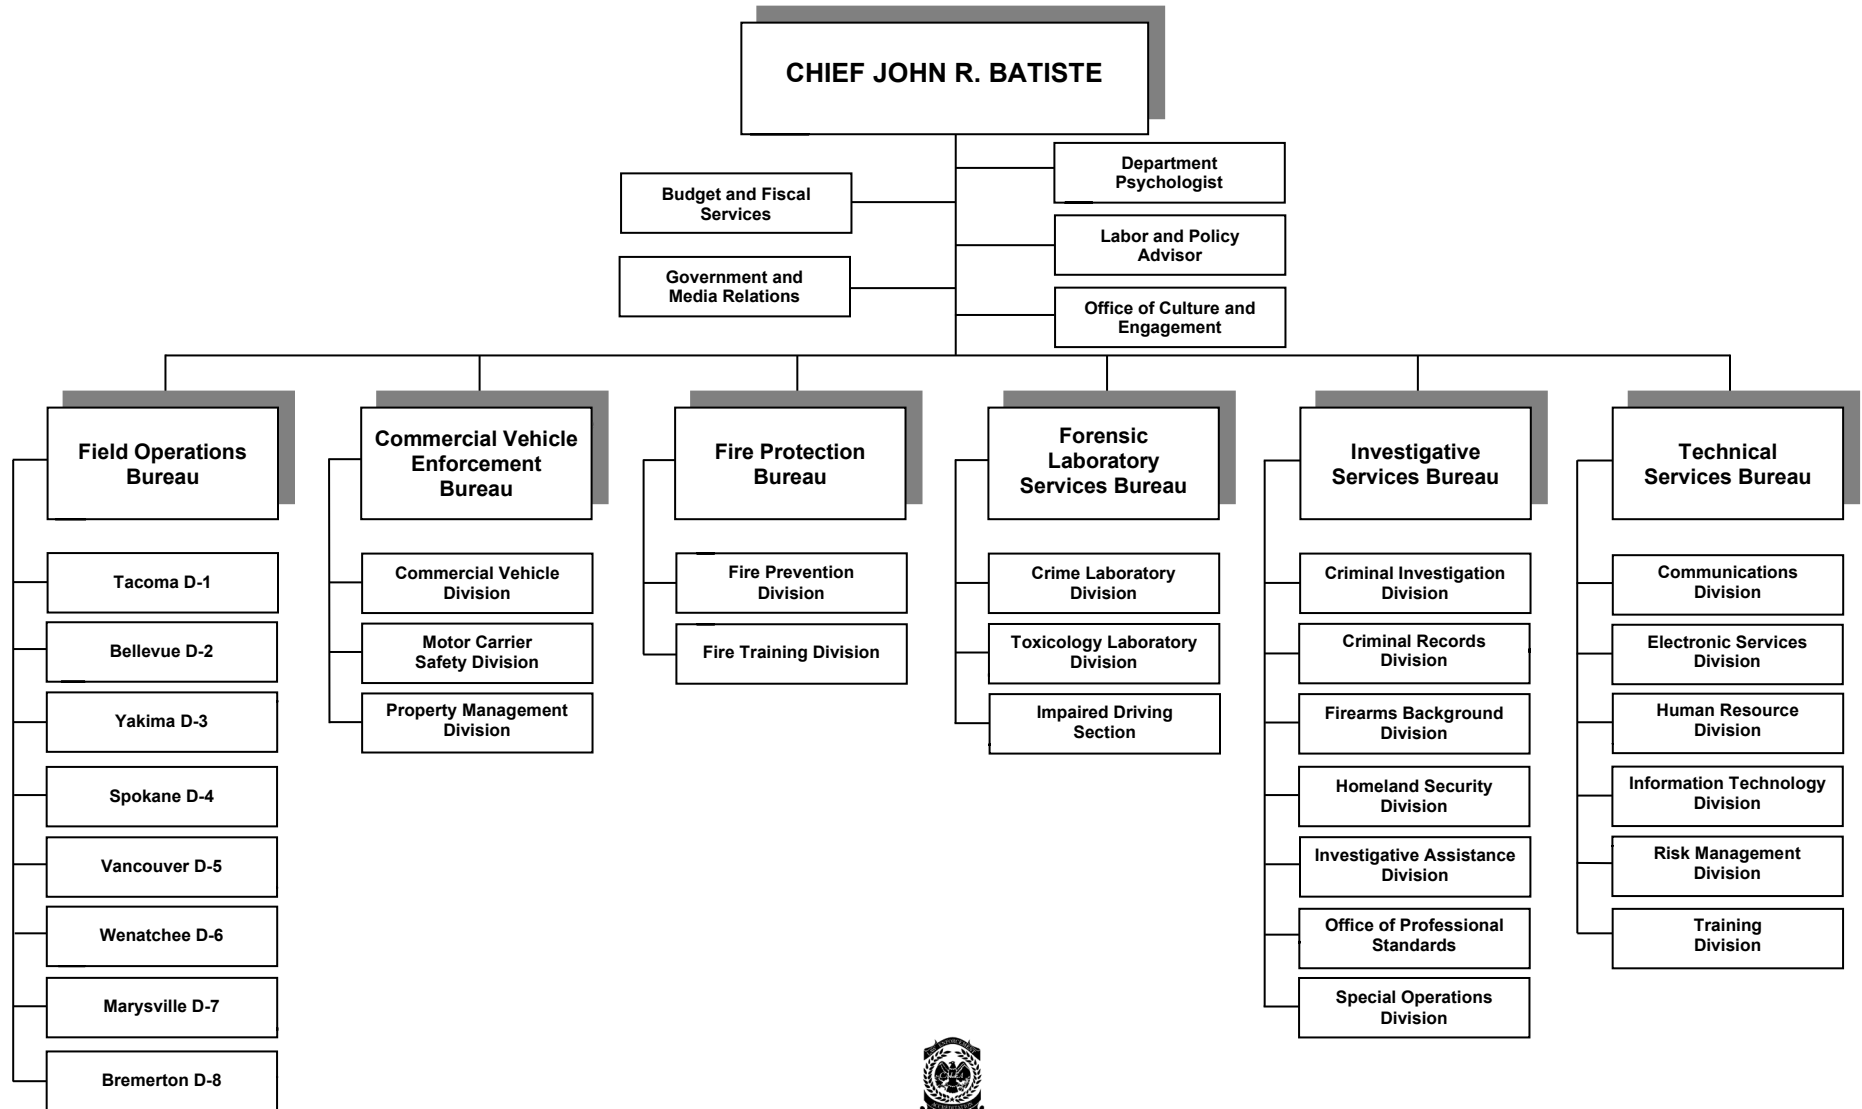 CHIEF JOHN R. BATISTE
Department
Psychologist
Budget and Fiscal
Services
Labor and Policy
Advisor
Government and
Media Relations
Office of Culture and
Engagement
Field Operations
Bureau
Tacoma D-1
Bellevue D-2
Yakima D-3
Spokane D-4
Vancouver D-5
Wenatchee D-6
Marysville D-7
Bremerton D-8
Commercial Vehicle
Enforcement
Bureau
Commercial Vehicle
Division
Motor Carrier
Safety Division
Property Management
Division
Fire Protection
Bureau
Fire Prevention
Division
Fire Training Division
Forensic
Laboratory
Services Bureau
Crime Laboratory
Division
Toxicology Laboratory
Division
Impaired Driving
Section
Investigative
Services Bureau
Criminal Investigation
Division
Criminal Records
Division
Firearms Background
Division
Homeland Security
Division
Investigative Assistance
Division
Office of Professional
Standards
Special Operations
Division
Technical
Services Bureau
Communications
Division
Electronic Services
Division
Human Resource
Division
Information Technology
Division
Risk Management
Division
Training
Division